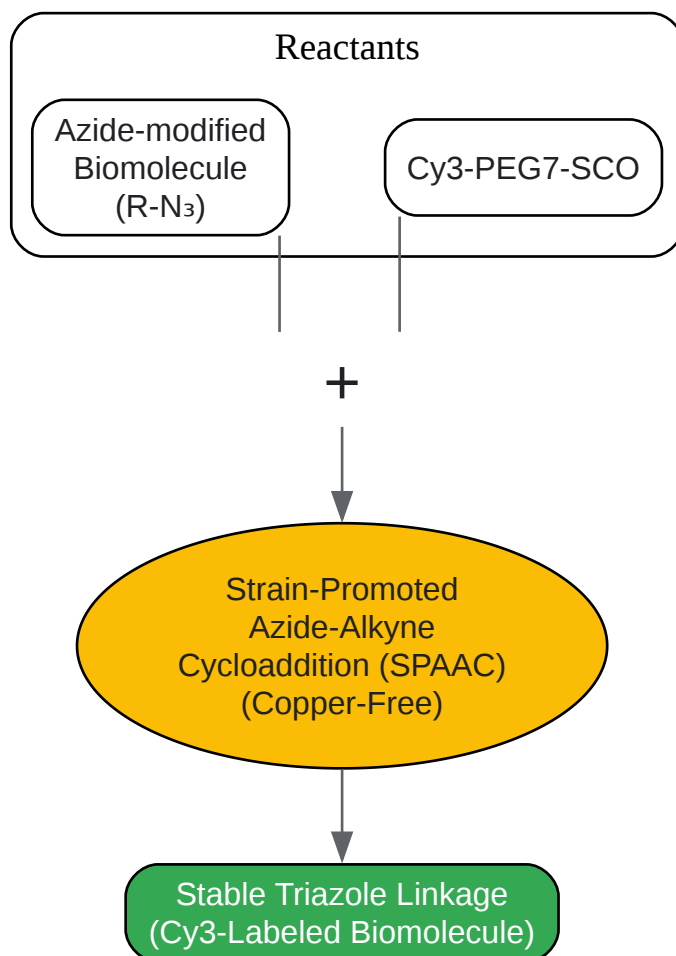 Reactants
Azide-modified
Biomolecule
(R-N₃)
Cy3-PEG7-SCO
+
Strain-Promoted
Azide-Alkyne
Cycloaddition (SPAAC)
(Copper-Free)
Stable Triazole Linkage
(Cy3-Labeled Biomolecule)